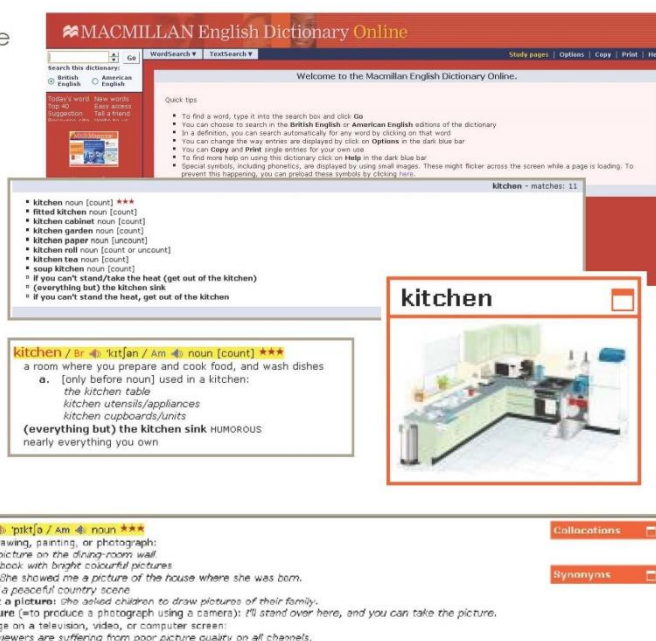 e
MACMILLAN English Dictionary Online
Go
WordSearch ▼ TextSearch ▼
Study pages | Options | Copy | Print | He
Search this dictionary:
British English
American English
Today's word New words
Top 40 Easy access
Suggestion Tell a friend
Welcome to the Macmillan English Dictionary Online.
Quick tips
▪ To find a word, type it into the search box and click Go
▪ You can choose to search in the British English or American English editions of the dictionary
▪ In a definition, you can search automatically for any word by clicking on that word
▪ You can change the way entries are displayed by click on Options in the dark blue bar
▪ You can Copy and Print single entries for your own use
▪ To find more help on using this dictionary click on Help in the dark blue bar
▪ Special symbols, including phonetics, are displayed by using small images. These might flicker across the screen while a page is loading. To
prevent this happening, you can preload these symbols by clicking here.
kitchen - matches: 11
▪ kitchen noun [count] ★★★
▪ fitted kitchen noun [count]
▪ kitchen cabinet noun [count]
▪ kitchen garden noun [count]
▪ kitchen paper noun [uncount]
▪ kitchen roll noun [count or uncount]
▪ kitchen tea noun [count]
▪ soup kitchen noun [count]
▫ if you can't stand/take the heat (get out of the kitchen)
▫ (everything but) the kitchen sink
▫ if you can't stand the heat, get out of the kitchen
kitchen
kitchen / Br 'kɪtʃən / Am noun [count] ★★★
a room where you prepare and cook food, and wash dishes
a. [only before noun] used in a kitchen:
the kitchen table
kitchen utensils/appliances
kitchen cupboards/units
(everything but) the kitchen sink HUMOROUS
nearly everything you own
'pɪktʃə / Am noun ★★★
rawing, painting, or photograph:
picture on the dining-room wall.
book with bright colourful pictures
She showed me a picture of the house where she was born.
a peaceful country scene
a picture: She asked children to draw pictures of their family.
ure (=to produce a photograph using a camera): I'll stand over here, and you can take the picture.
ge on a television, video, or computer screen:
iewers are suffering from poor picture quality on all channels.
Collocations
Synonyms